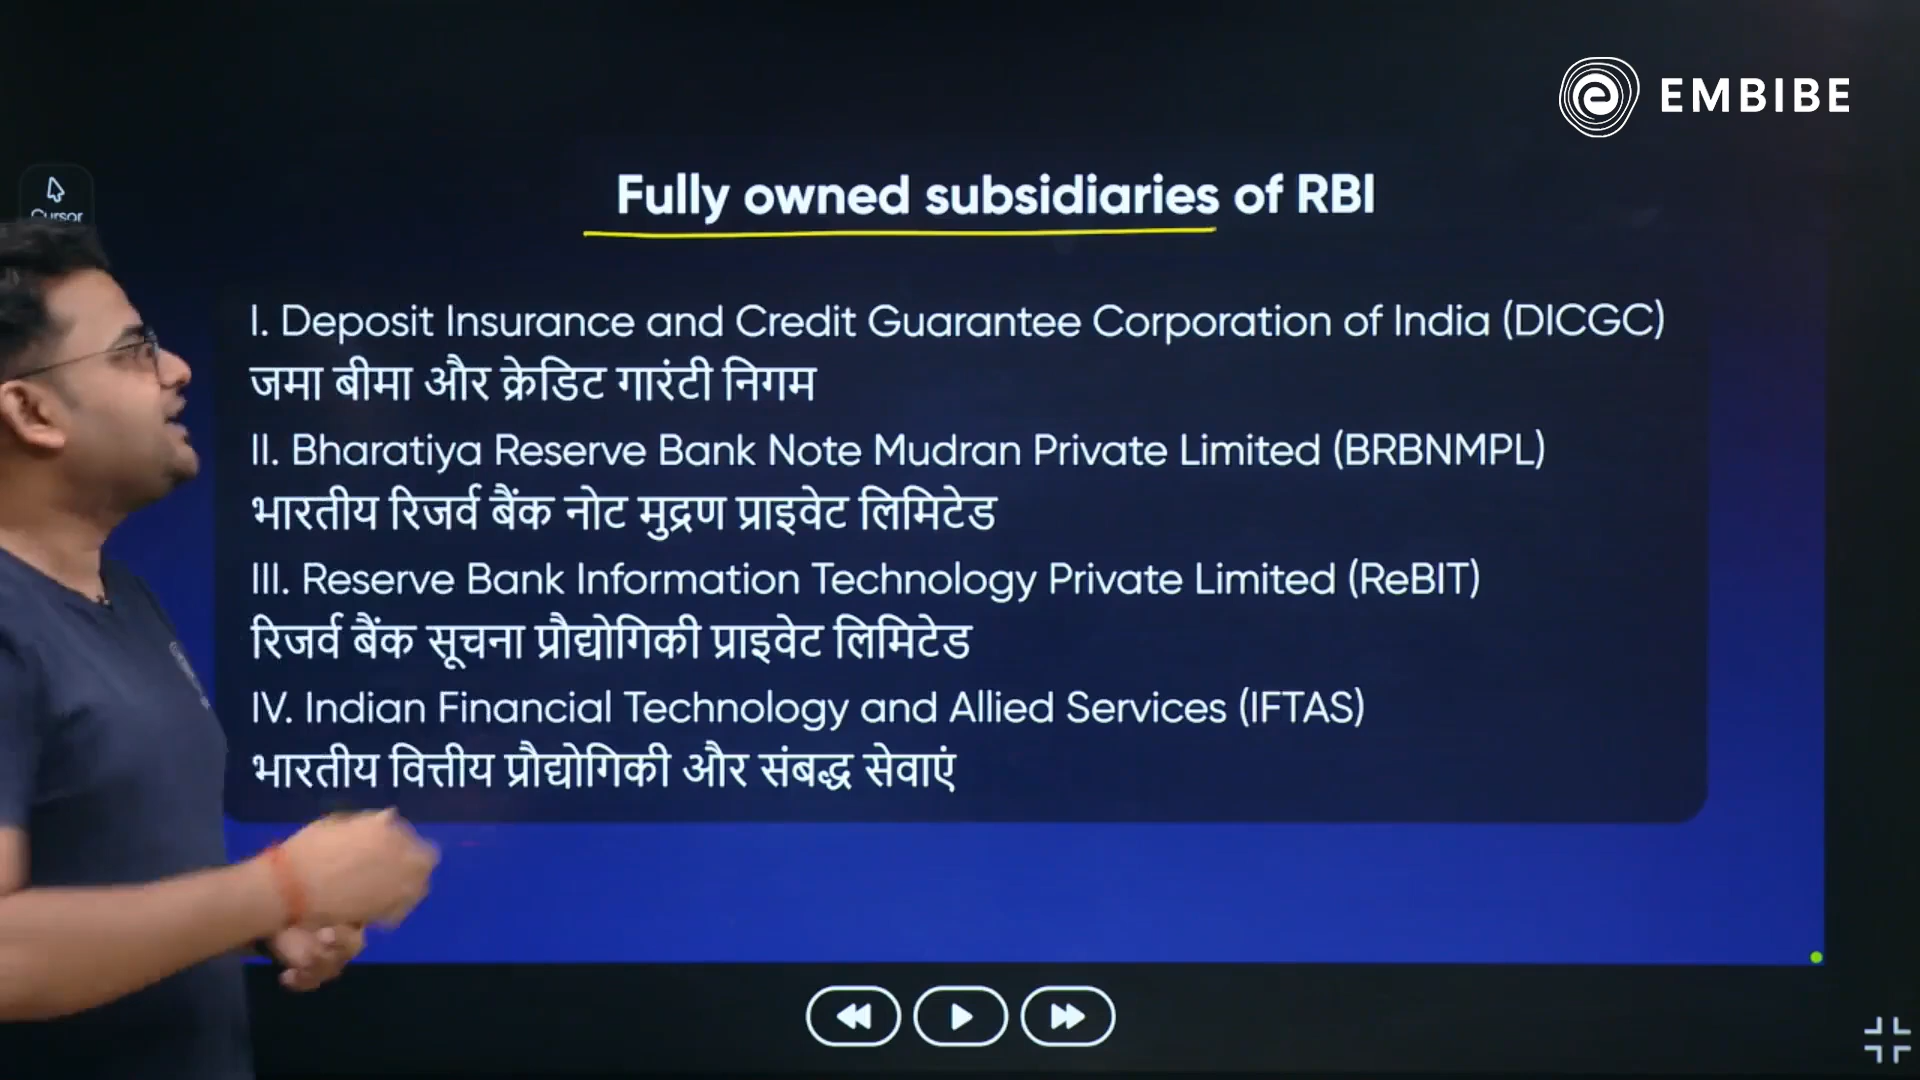 EMBIBE
Cursor
Fully owned subsidiaries of RBI
I. Deposit Insurance and Credit Guarantee Corporation of India (DICGC)
जमा बीमा और क्रेडिट गारंटी निगम
II. Bharatiya Reserve Bank Note Mudran Private Limited (BRBNMPL)
भारतीय रिजर्व बैंक नोट मुद्रण प्राइवेट लिमिटेड
III. Reserve Bank Information Technology Private Limited (ReBIT)
रिजर्व बैंक सूचना प्रौद्योगिकी प्राइवेट लिमिटेड
IV. Indian Financial Technology and Allied Services (IFTAS)
भारतीय वित्तीय प्रौद्योगिकी और संबद्ध सेवाएं